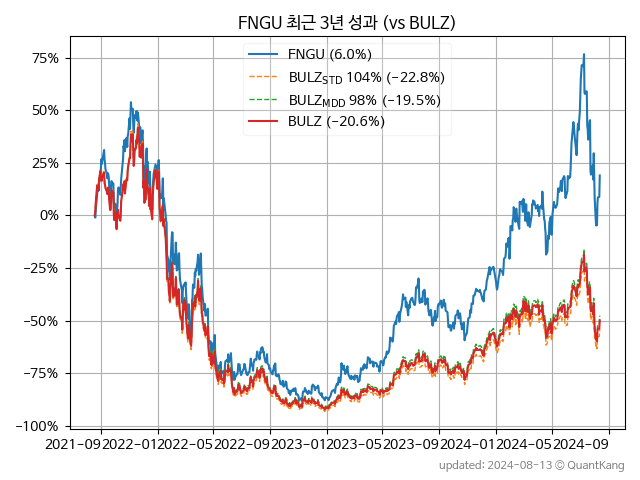 FNGU 최근 3년 성과 (vs BULZ)
FNGU (6.0%)
BULZSTD 104% (−22.8%)
BULZMDD 98% (−19.5%)
BULZ (−20.6%)
75%
50%
25%
0%
−25%
−50%
−75%
−100%
2021-09 2022-01 2022-05 2022-09 2023-01 2023-05 2023-09 2024-01 2024-05 2024-09
updated: 2024-08-13 © QuantKang